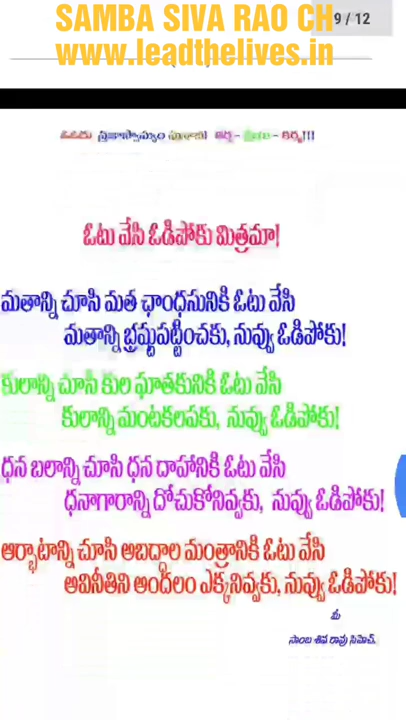 SAMBA SIVA RAO CH
9 / 12
www.leadthelives.in
ఓటు వేసి ఓడిపోకు మిత్రమా!
మతాన్ని చూసి మత ఛాందసునికి ఓటు వేసి
మతాన్ని భ్రష్టుపట్టించకు, నువ్వు ఓడిపోకు!
కులాన్ని చూసి కుల ఘాతకునికి ఓటు వేసి
కులాన్ని మంటకలపకు, నువ్వు ఓడిపోకు!
ధన బలాన్ని చూసి ధన దాహానికి ఓటు వేసి
ధనాగారాన్ని దోచుకోనివ్వకు, నువ్వు ఓడిపోకు!
ఆర్భాటాన్ని చూసి అబద్దాల మంత్రానికి ఓటు వేసి
అవినీతిని అందలం ఎక్కనివ్వకు, నువ్వు ఓడిపోకు!
మీ
సాంబ శివ రావు సిహెచ్.